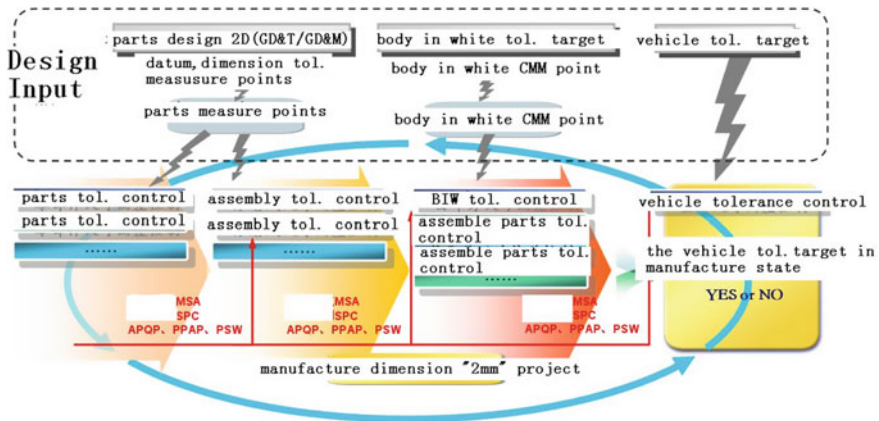 parts design 2D(GD&T/GD&M)
body in white tol. target
vehicle tol. target
Design
Input
datum, dimension tol.
measusure points
body in white CMM point
parts measure points
body in white CMM point
parts tol. control
parts tol. control
......
assembly tol. control
assembly tol. control
......
BIW tol. control
assemble parts tol.
control
assemble parts tol.
control
......
vehicle tolerance control
the vehicle tol. target in
manufacture state
YES or NO
MSA
SPC
APQP、PPAP、PSW
MSA
SPC
APQP、PPAP、PSW
MSA
SPC
APQP、PPAP、PSW
manufacture dimension "2mm" project